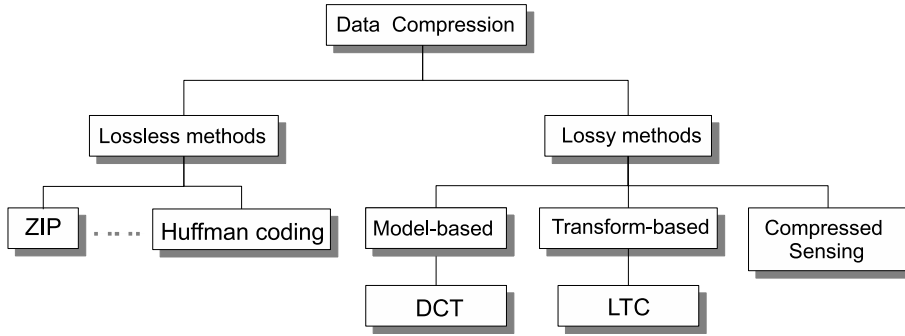 Data Compression
Lossless methods
Lossy methods
ZIP
Huffman coding
Model-based
Transform-based
Compressed
Sensing
DCT
LTC